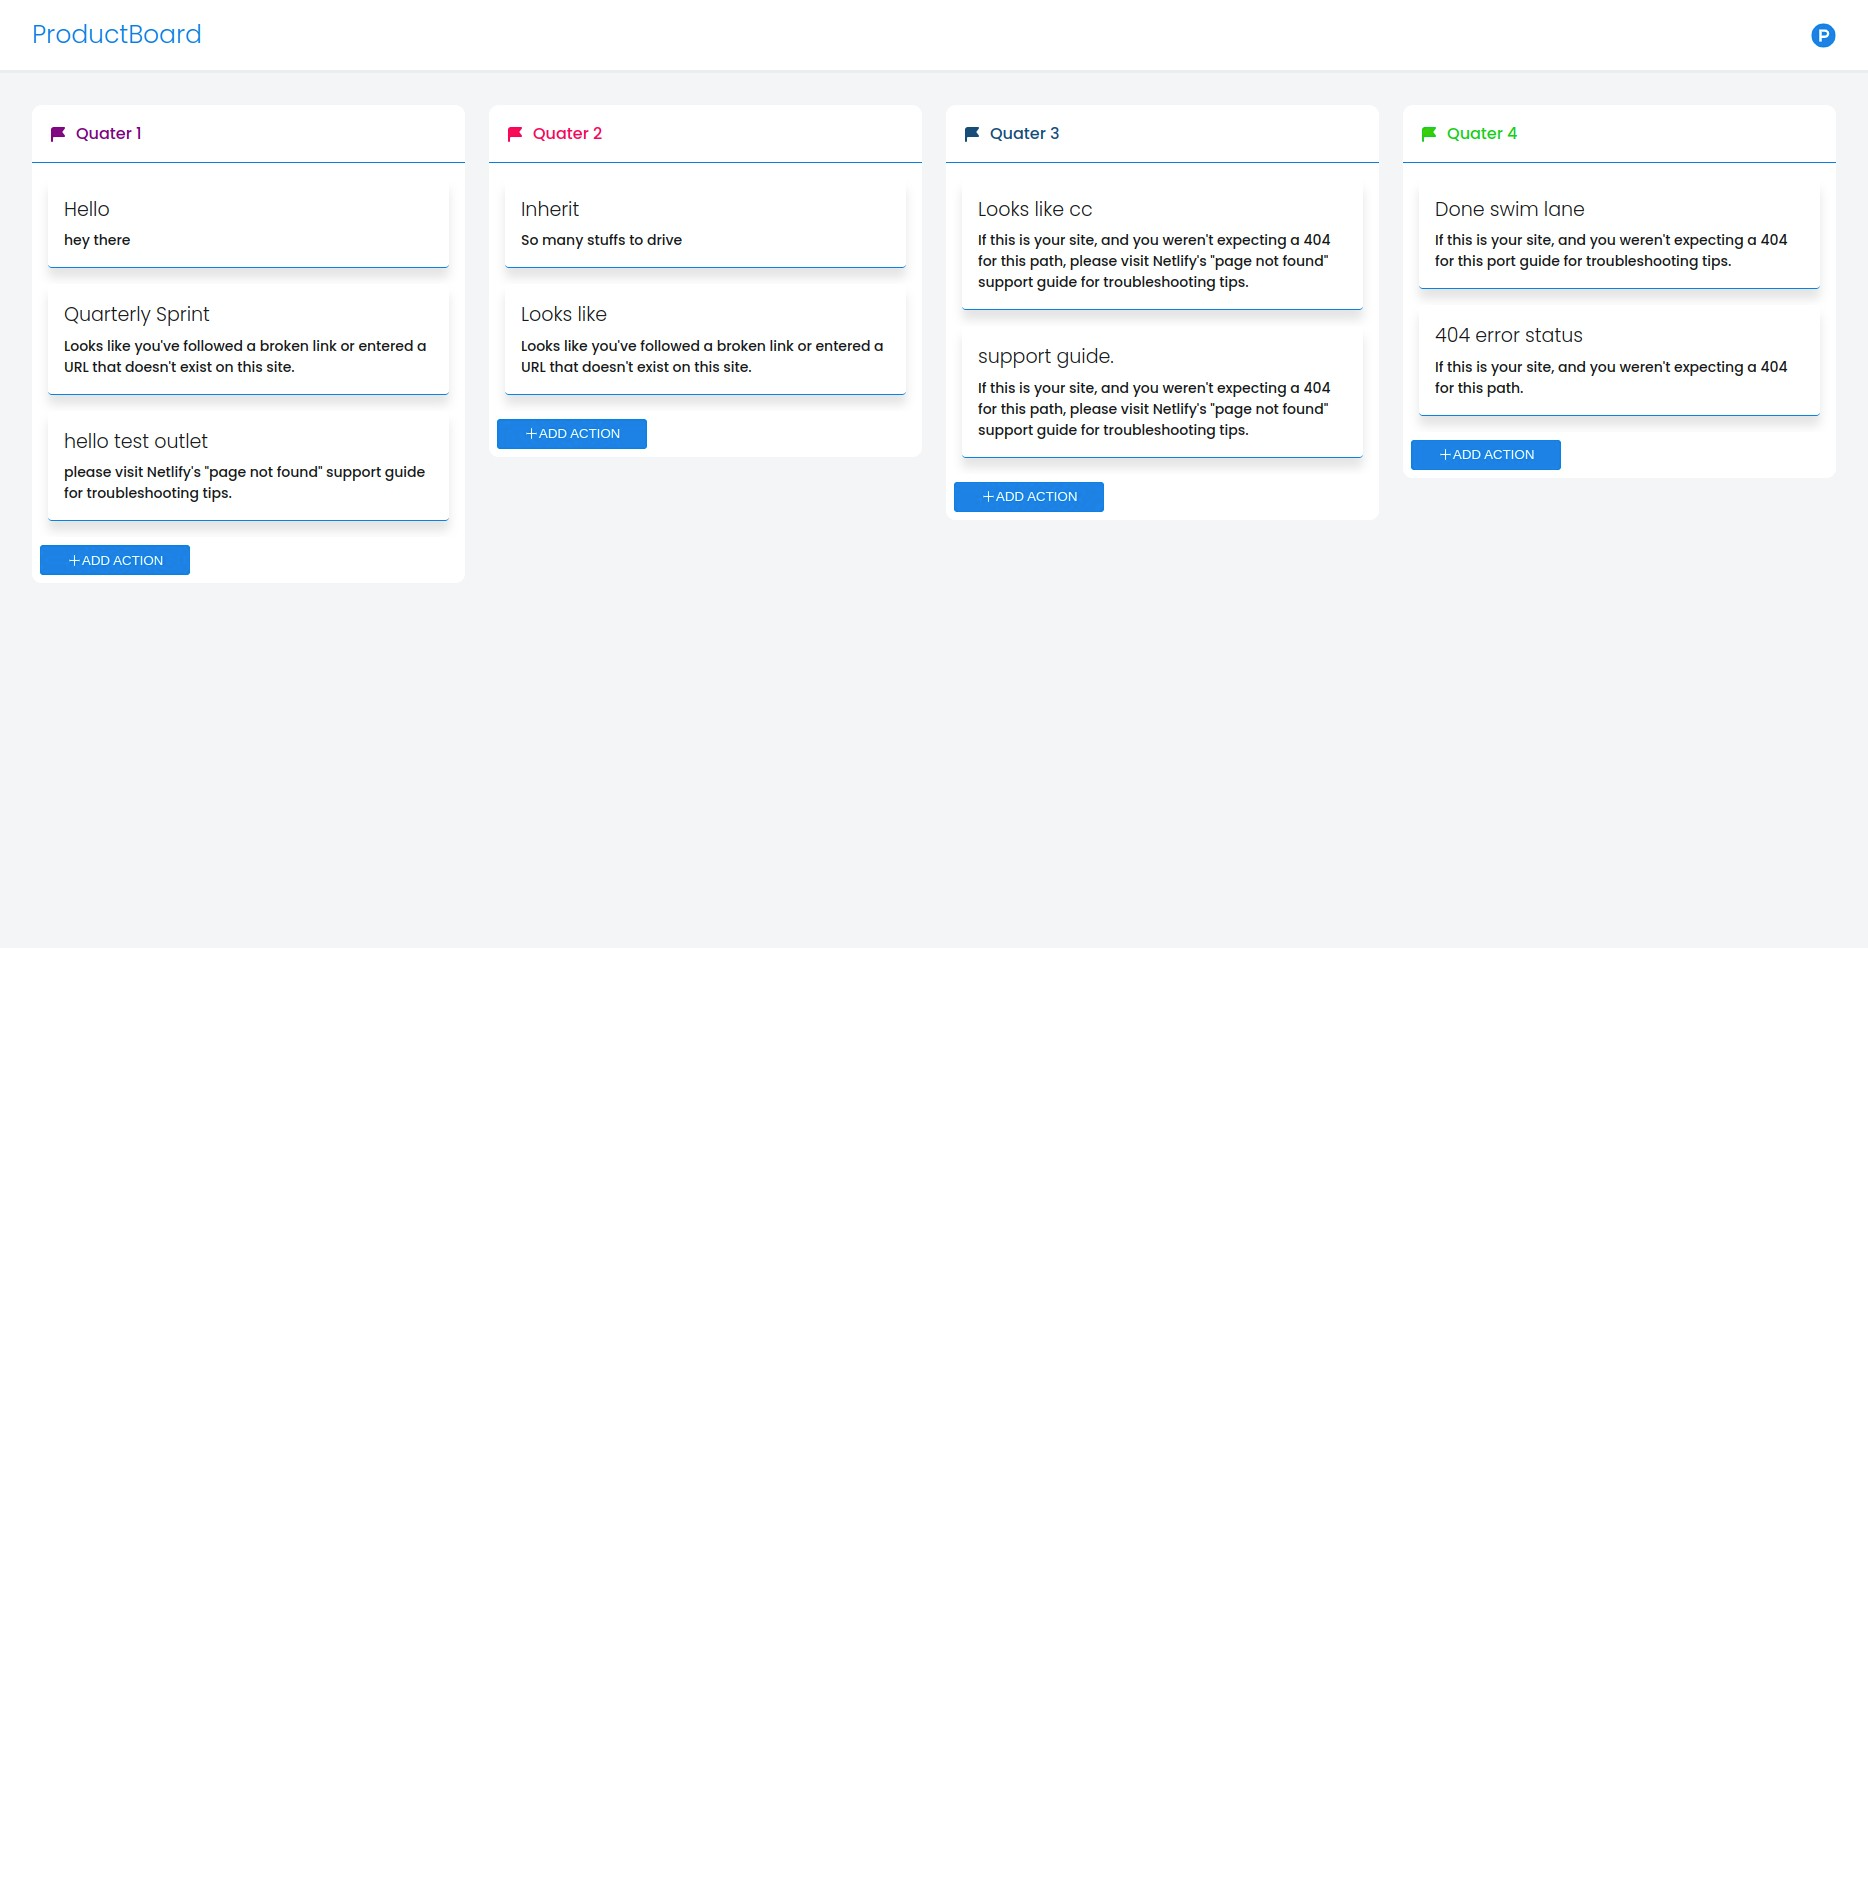 ProductBoard
P
Quater 1
Hello
hey there
Quarterly Sprint
Looks like you've followed a broken link or entered a
URL that doesn't exist on this site.
hello test outlet
please visit Netlify's "page not found" support guide
for troubleshooting tips.
+ADD ACTION
Quater 2
Inherit
So many stuffs to drive
Looks like
Looks like you've followed a broken link or entered a
URL that doesn't exist on this site.
+ADD ACTION
Quater 3
Looks like cc
If this is your site, and you weren't expecting a 404
for this path, please visit Netlify's "page not found"
support guide for troubleshooting tips.
support guide.
If this is your site, and you weren't expecting a 404
for this path, please visit Netlify's "page not found"
support guide for troubleshooting tips.
+ADD ACTION
Quater 4
Done swim lane
If this is your site, and you weren't expecting a 404
for this port guide for troubleshooting tips.
404 error status
If this is your site, and you weren't expecting a 404
for this path.
+ADD ACTION